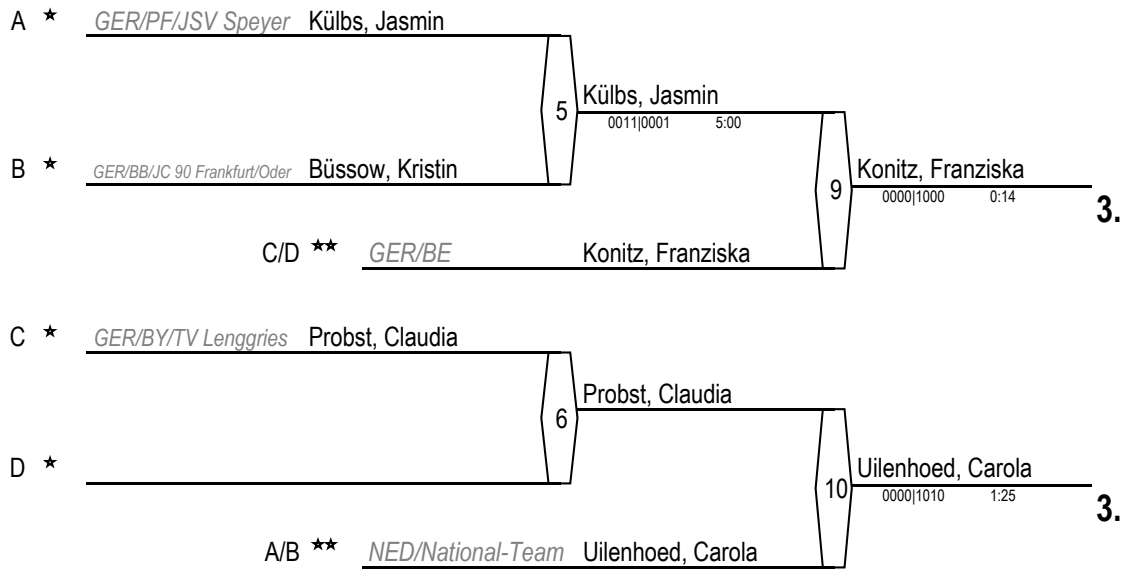 A ★ GER/PF/JSV Speyer Külbs, Jasmin
5 Külbs, Jasmin
0011|0001 5:00
B ★ GER/BB/JC 90 Frankfurt/Oder Büssow, Kristin
9 Konitz, Franziska
0000|1000 0:14
3.
C/D ★★ GER/BE Konitz, Franziska
C ★ GER/BY/TV Lenggries Probst, Claudia
6 Probst, Claudia
D ★
10 Uilenhoed, Carola
0000|1010 1:25
3.
A/B ★★ NED/National-Team Uilenhoed, Carola